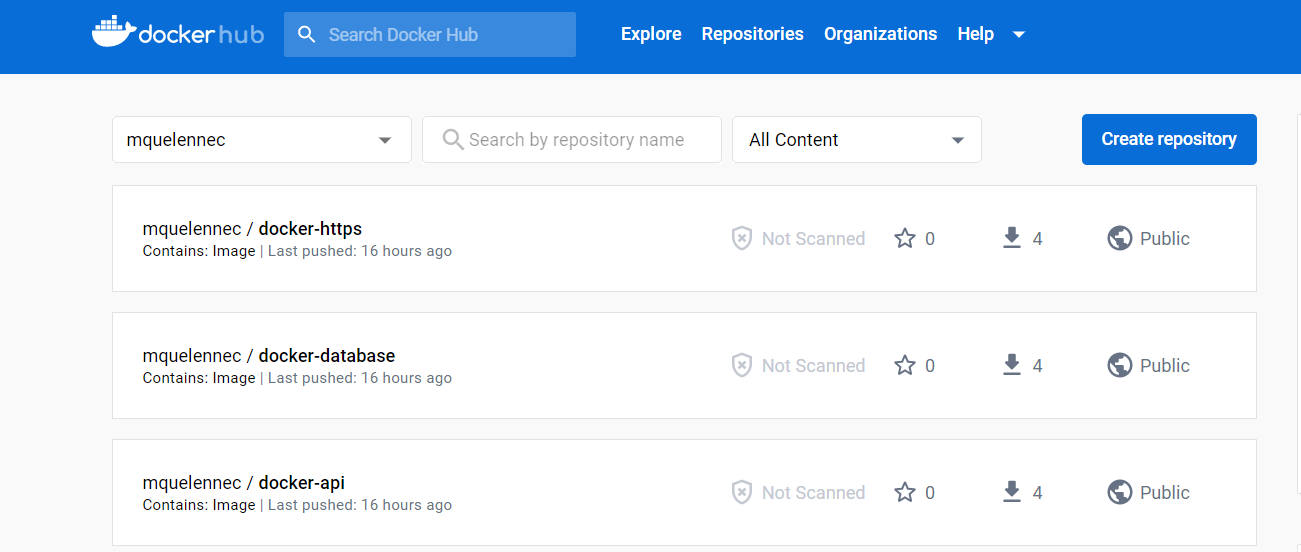 docker hub Search Docker Hub Explore Repositories Organizations Help
mquelennec Search by repository name All Content Create repository
mquelennec / docker-https
Contains: Image | Last pushed: 16 hours ago
Not Scanned 0 4 Public
mquelennec / docker-database
Contains: Image | Last pushed: 16 hours ago
Not Scanned 0 4 Public
mquelennec / docker-api
Contains: Image | Last pushed: 16 hours ago
Not Scanned 0 4 Public